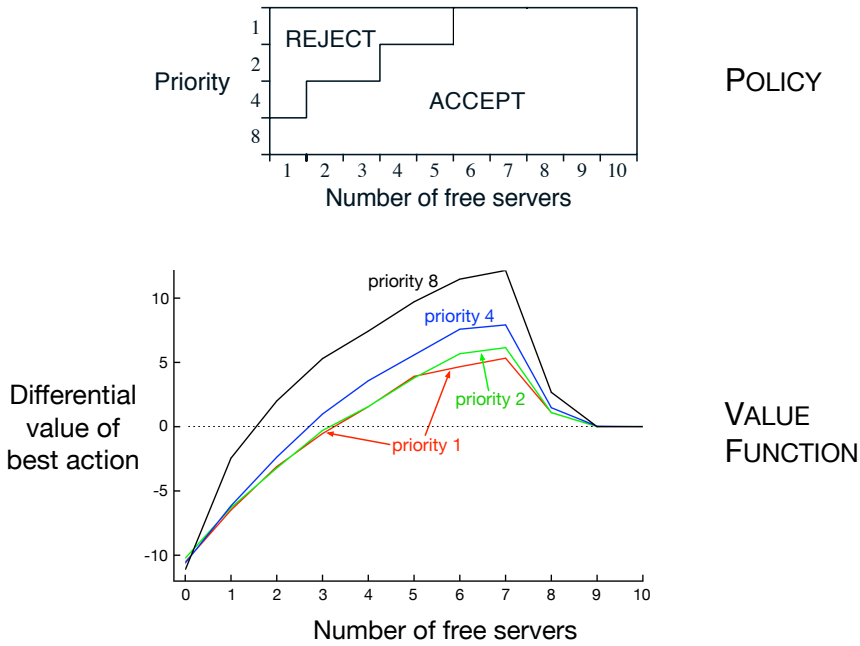 1
REJECT
2
Priority
4
ACCEPT
8
1 2 3 4 5 6 7 8 9 10
Number of free servers
POLICY
priority 8
10
priority 4
5
priority 2
Differential
value of
best action
0
priority 1
-5
-10
0 1 2 3 4 5 6 7 8 9 10
Number of free servers
VALUE
FUNCTION